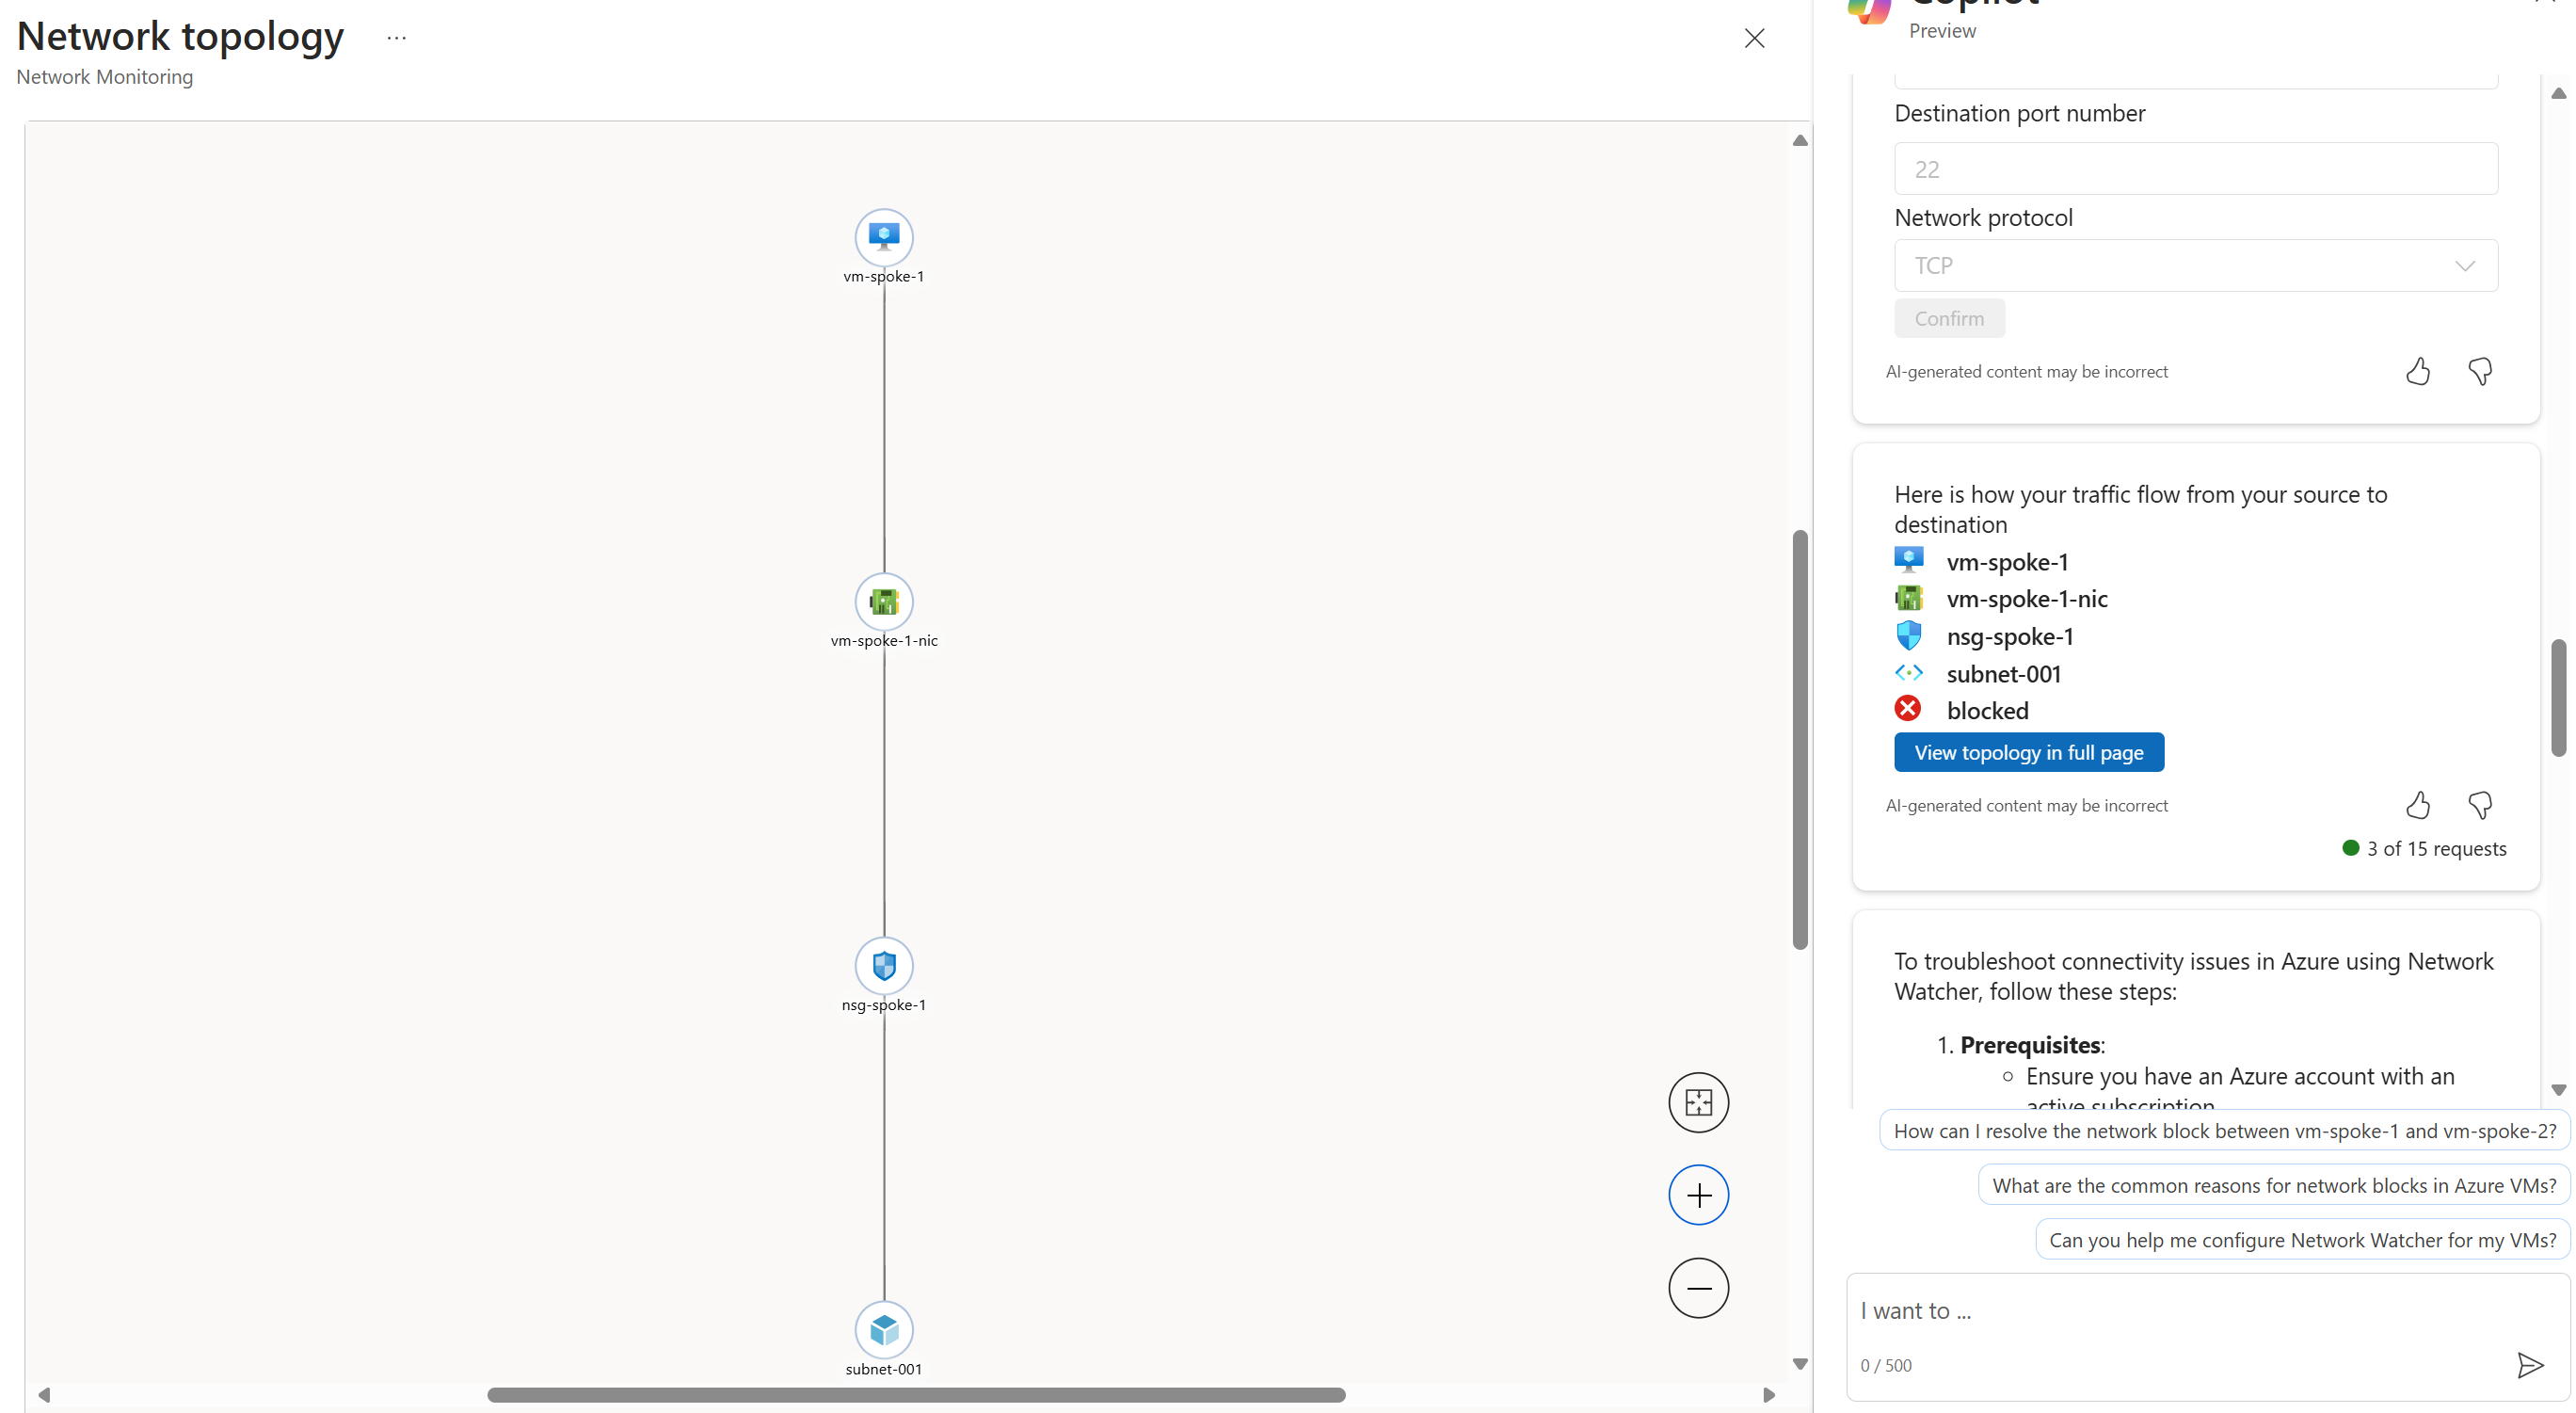 Network topology
...
Network Monitoring
vm-spoke-1
vm-spoke-1-nic
nsg-spoke-1
subnet-001
Copilot
Preview
Destination port number
22
Network protocol
TCP
Confirm
AI-generated content may be incorrect
Here is how your traffic flow from your source to
destination
vm-spoke-1
vm-spoke-1-nic
nsg-spoke-1
subnet-001
blocked
View topology in full page
AI-generated content may be incorrect
3 of 15 requests
To troubleshoot connectivity issues in Azure using Network
Watcher, follow these steps:
1. Prerequisites:
Ensure you have an Azure account with an
active subscription
How can I resolve the network block between vm-spoke-1 and vm-spoke-2?
What are the common reasons for network blocks in Azure VMs?
Can you help me configure Network Watcher for my VMs?
I want to ...
0 / 500